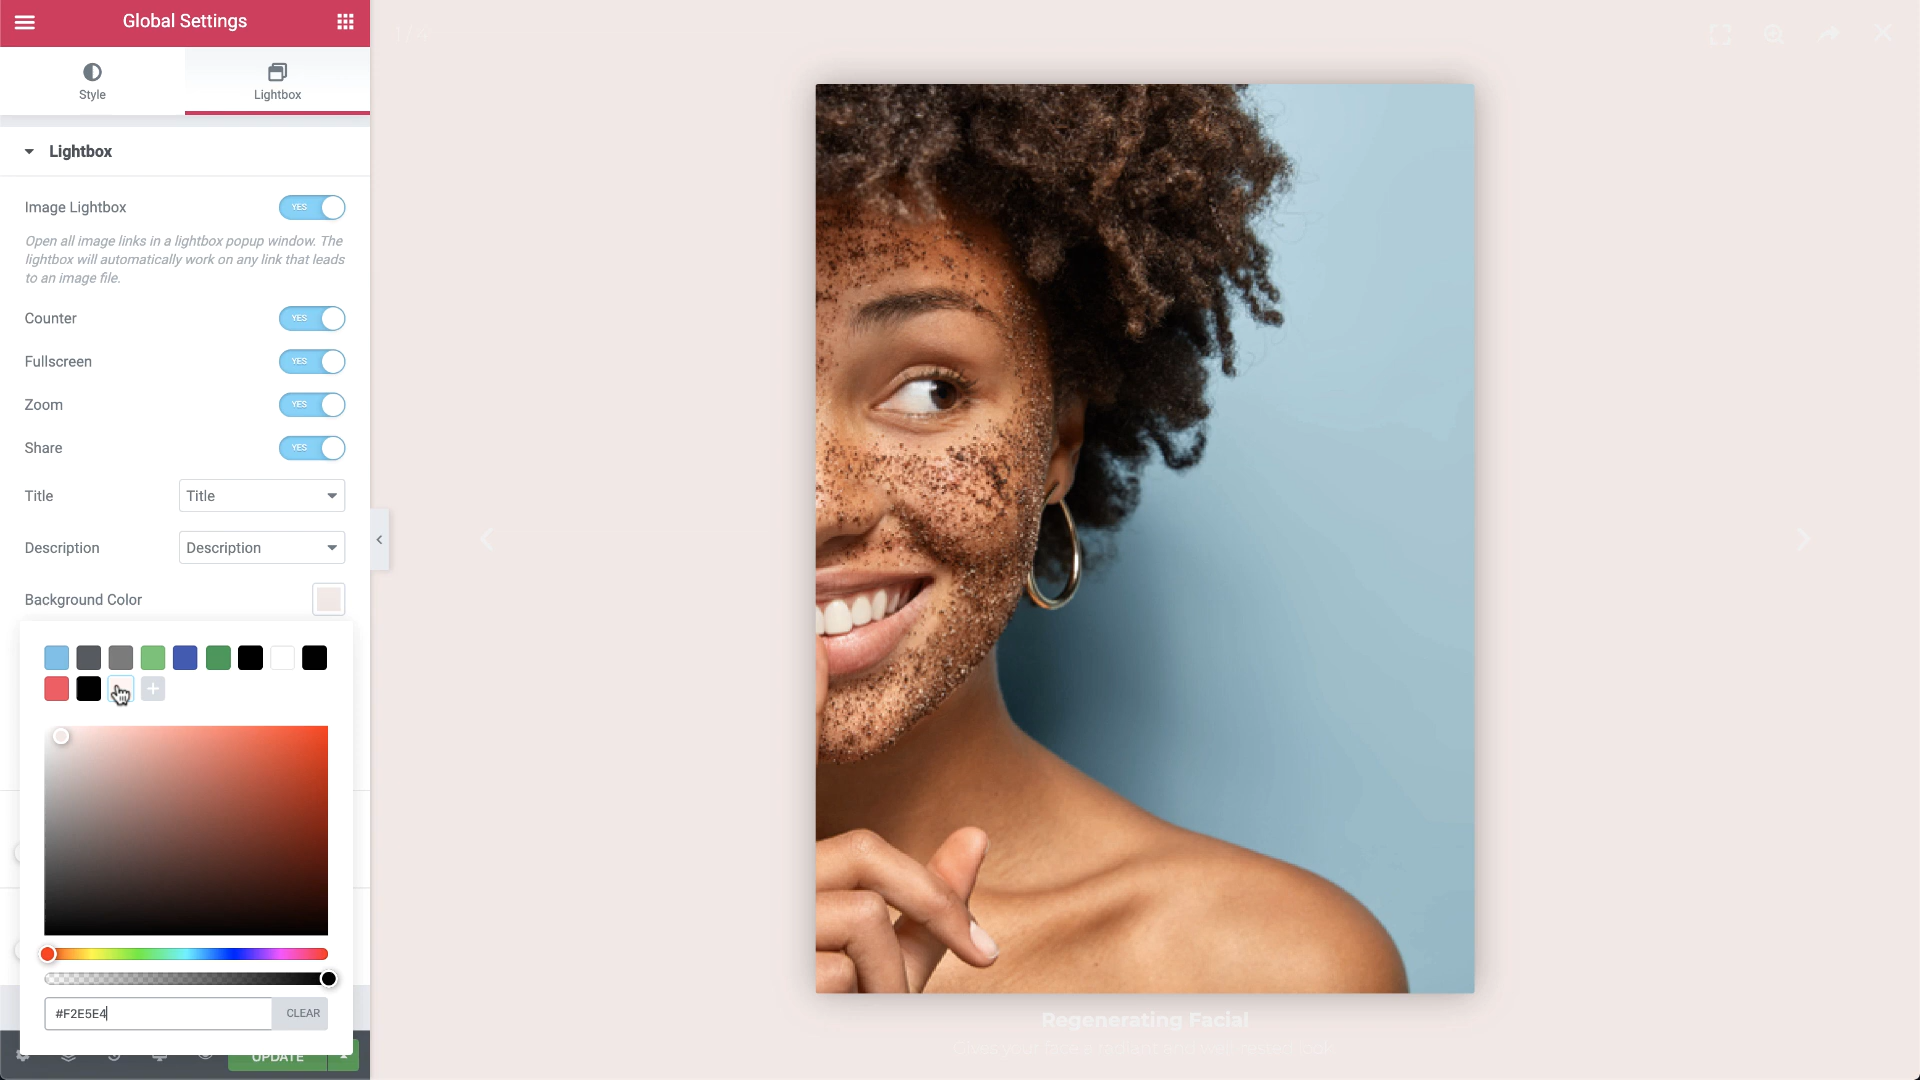 Global Settings
Style
Lightbox
Lightbox
Image Lightbox
YES
Open all image links in a lightbox popup window. The
lightbox will automatically work on any link that leads
to an image file.
Counter
YES
Fullscreen
YES
Zoom
YES
Share
YES
Title
Title
Description
Description
Background Color
#F2E5E4
CLEAR
UPDATE
Regenerating Facial